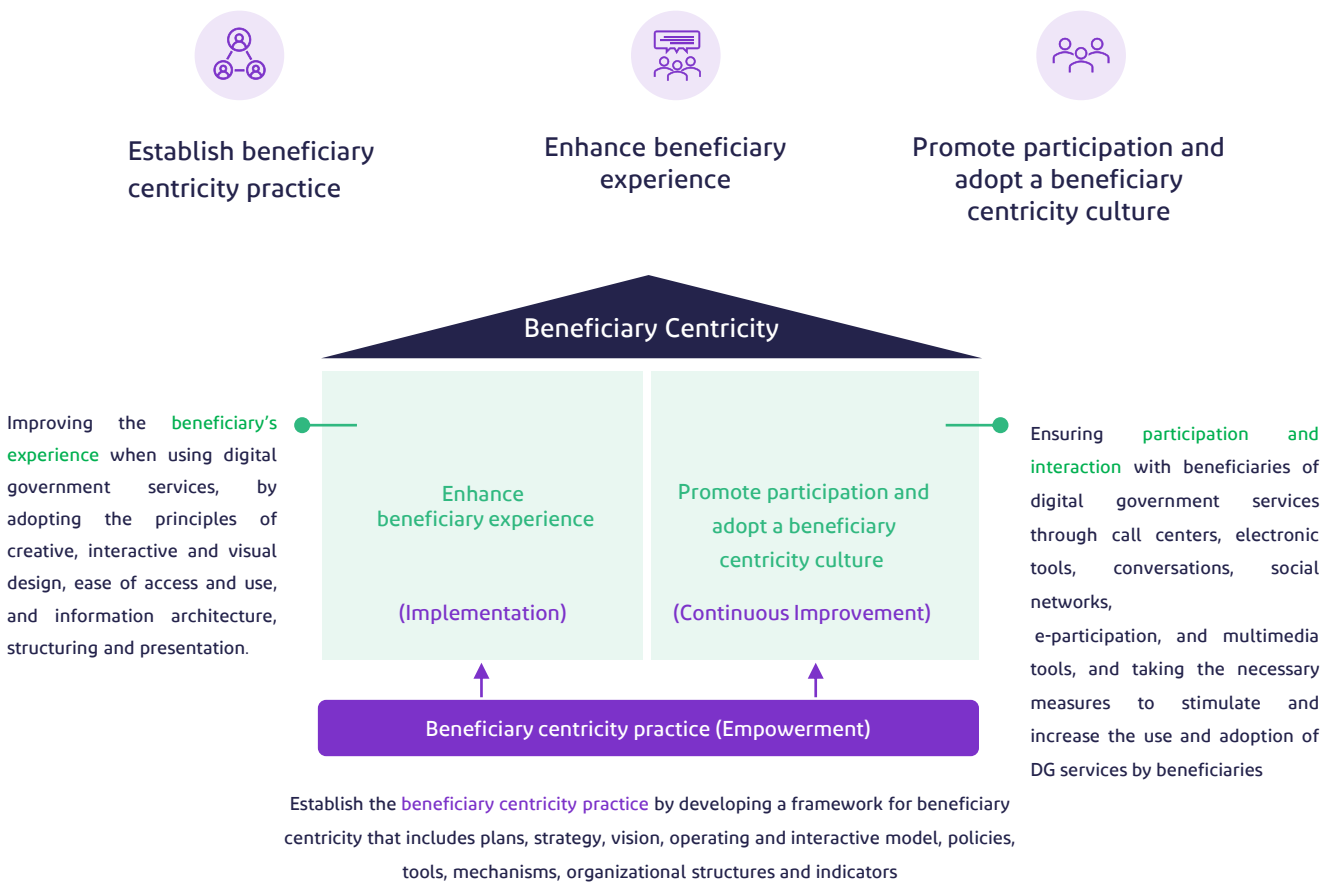 Establish beneficiary
centricity practice
Enhance beneficiary
experience
Promote participation and
adopt a beneficiary
centricity culture
Beneficiary Centricity
Improving the beneficiary's
experience when using digital
government services, by
adopting the principles of
creative, interactive and visual
design, ease of access and use,
and information architecture,
structuring and presentation.
Enhance
beneficiary experience
(Implementation)
Promote participation and
adopt a beneficiary
centricity culture
(Continuous Improvement)
Ensuring participation and
interaction with beneficiaries of
digital government services
through call centers, electronic
tools, conversations, social
networks,
e-participation, and multimedia
tools, and taking the necessary
measures to stimulate and
increase the use and adoption of
DG services by beneficiaries
Beneficiary centricity practice (Empowerment)
Establish the beneficiary centricity practice by developing a framework for beneficiary
centricity that includes plans, strategy, vision, operating and interactive model, policies,
tools, mechanisms, organizational structures and indicators